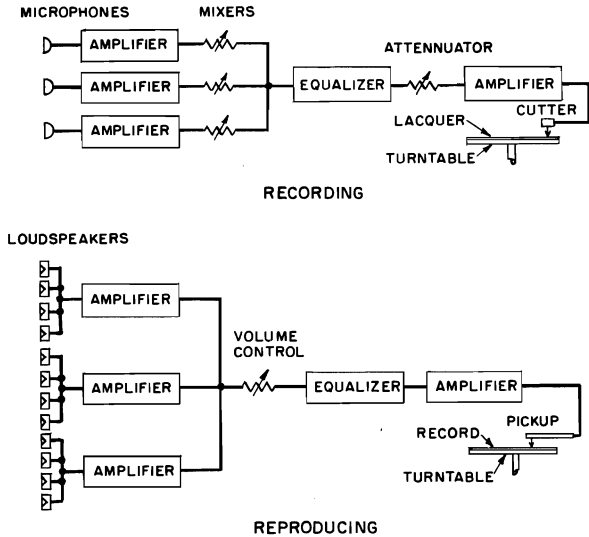 MICROPHONES
MIXERS
AMPLIFIER
AMPLIFIER
AMPLIFIER
EQUALIZER
ATTENNUATOR
AMPLIFIER
CUTTER
LACQUER
TURNTABLE
RECORDING
LOUDSPEAKERS
AMPLIFIER
AMPLIFIER
AMPLIFIER
VOLUME
CONTROL
EQUALIZER
AMPLIFIER
PICKUP
RECORD
TURNTABLE
REPRODUCING